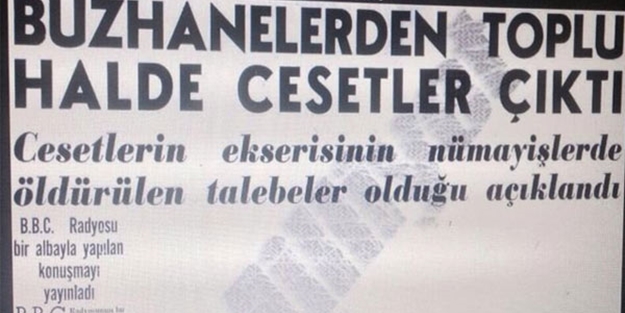 BUZHANELERDEN TOPLU
HALDE CESETLER ÇIKTI
Cesetlerin ekserisinin nümayişlerde
öldürülen talebeler olduğu açıklandı
B.B.C. Radyosu
bir albayla yapılan
konuşmayı
yayınladı